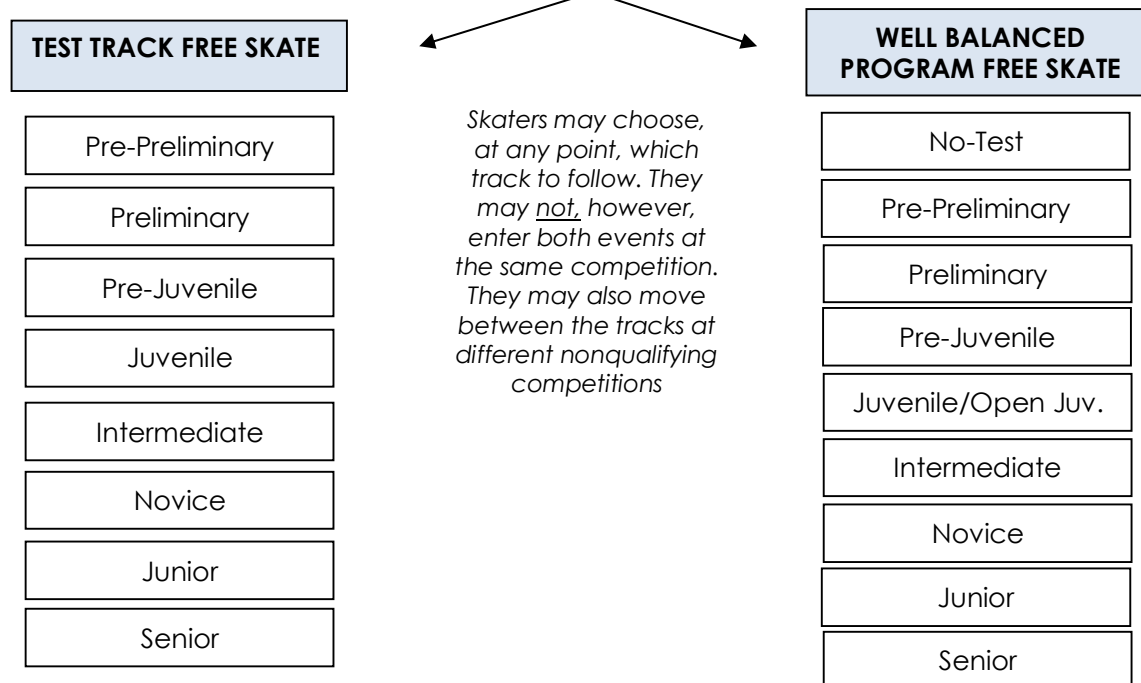 TEST TRACK FREE SKATE
Pre-Preliminary
Preliminary
Pre-Juvenile
Juvenile
Intermediate
Novice
Junior
Senior
Skaters may choose,
at any point, which
track to follow. They
may not, however,
enter both events at
the same competition.
They may also move
between the tracks at
different nonqualifying
competitions
WELL BALANCED
PROGRAM FREE SKATE
No-Test
Pre-Preliminary
Preliminary
Pre-Juvenile
Juvenile/Open Juv.
Intermediate
Novice
Junior
Senior